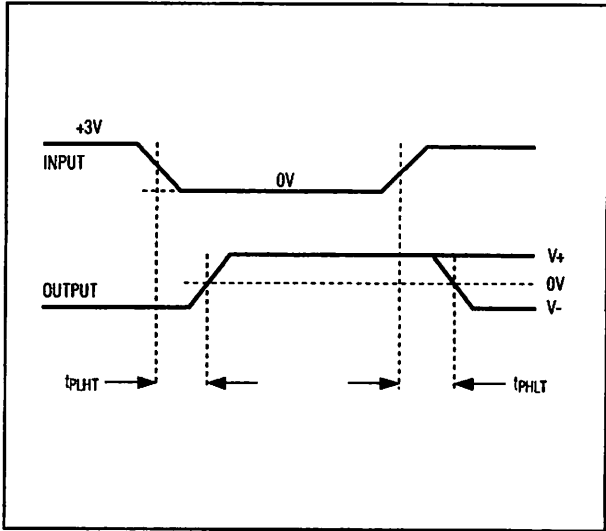 +3V
INPUT
0V
V+
0V
OUTPUT
V-
tPLHT
tPHLT